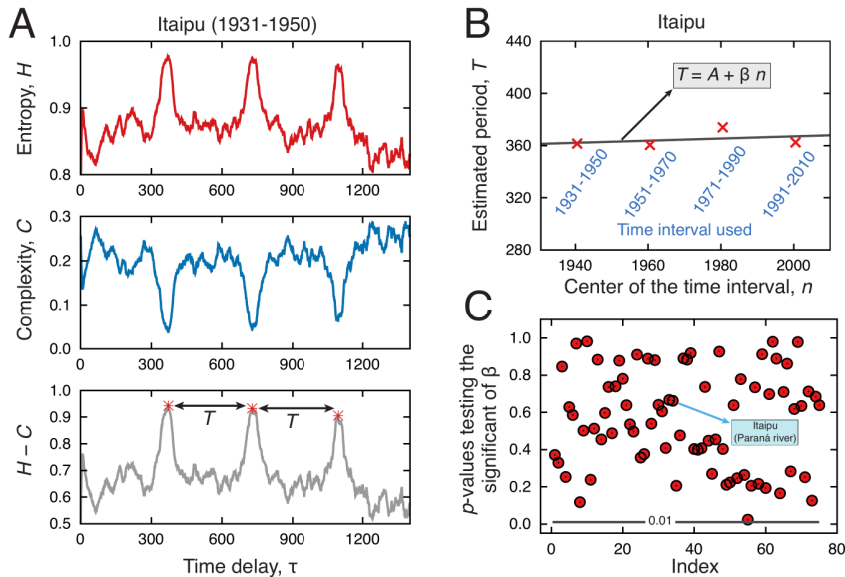 A
Itaipu (1931-1950)
Entropy, H
1.0
0.9
0.8
0
300
600
900
1200
Complexity, C
0.3
0.2
0.1
0.0
0
300
600
900
1200
H − C
1.0
0.9
0.8
0.7
0.6
0.5
T
T
0
300
600
900
1200
Time delay, τ
B
Itaipu
Estimated period, T
440
400
360
320
280
T = A + β n
1931-1950
1951-1970
1971-1990
1991-2010
Time interval used
1940
1960
1980
2000
Center of the time interval, n
C
p-values testing the
significant of β
1.0
0.8
0.6
0.4
0.2
0.0
Itaipu
(Paraná river)
0.01
0
20
40
60
80
Index